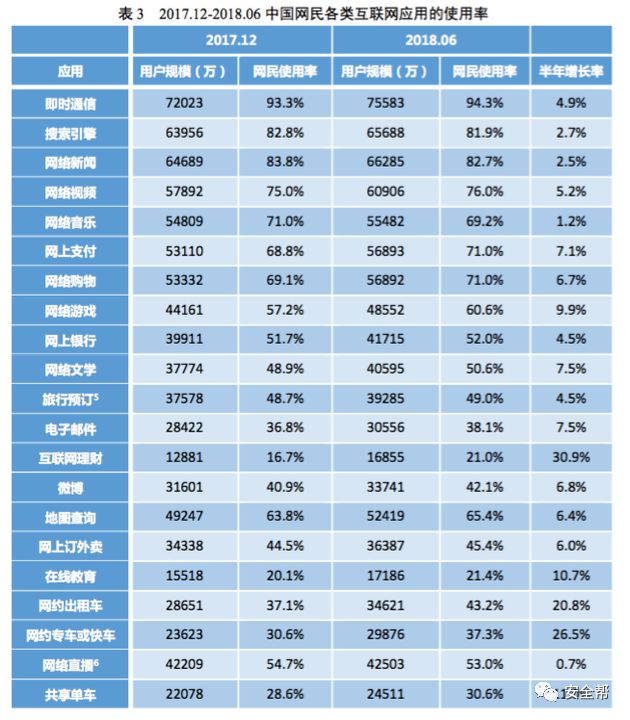 表 3 2017.12-2018.06 中国网民各类互联网应用的使用率
2017.12 2018.06
应用 用户规模（万） 网民使用率 用户规模（万） 网民使用率 半年增长率
即时通信 72023 93.3% 75583 94.3% 4.9%
搜索引擎 63956 82.8% 65688 81.9% 2.7%
网络新闻 64689 83.8% 66285 82.7% 2.5%
网络视频 57892 75.0% 60906 76.0% 5.2%
网络音乐 54809 71.0% 55482 69.2% 1.2%
网上支付 53110 68.8% 56893 71.0% 7.1%
网络购物 53332 69.1% 56892 71.0% 6.7%
网络游戏 44161 57.2% 48552 60.6% 9.9%
网上银行 39911 51.7% 41715 52.0% 4.5%
网络文学 37774 48.9% 40595 50.6% 7.5%
旅行预订5 37578 48.7% 39285 49.0% 4.5%
电子邮件 28422 36.8% 30556 38.1% 7.5%
互联网理财 12881 16.7% 16855 21.0% 30.9%
微博 31601 40.9% 33741 42.1% 6.8%
地图查询 49247 63.8% 52419 65.4% 6.4%
网上订外卖 34338 44.5% 36387 45.4% 6.0%
在线教育 15518 20.1% 17186 21.4% 10.7%
网约出租车 28651 37.1% 34621 43.2% 20.8%
网约专车或快车 23623 30.6% 29876 37.3% 26.5%
网络直播6 42209 54.7% 42503 53.0% 0.7%
共享单车 22078 28.6% 24511 30.6%
安全帮